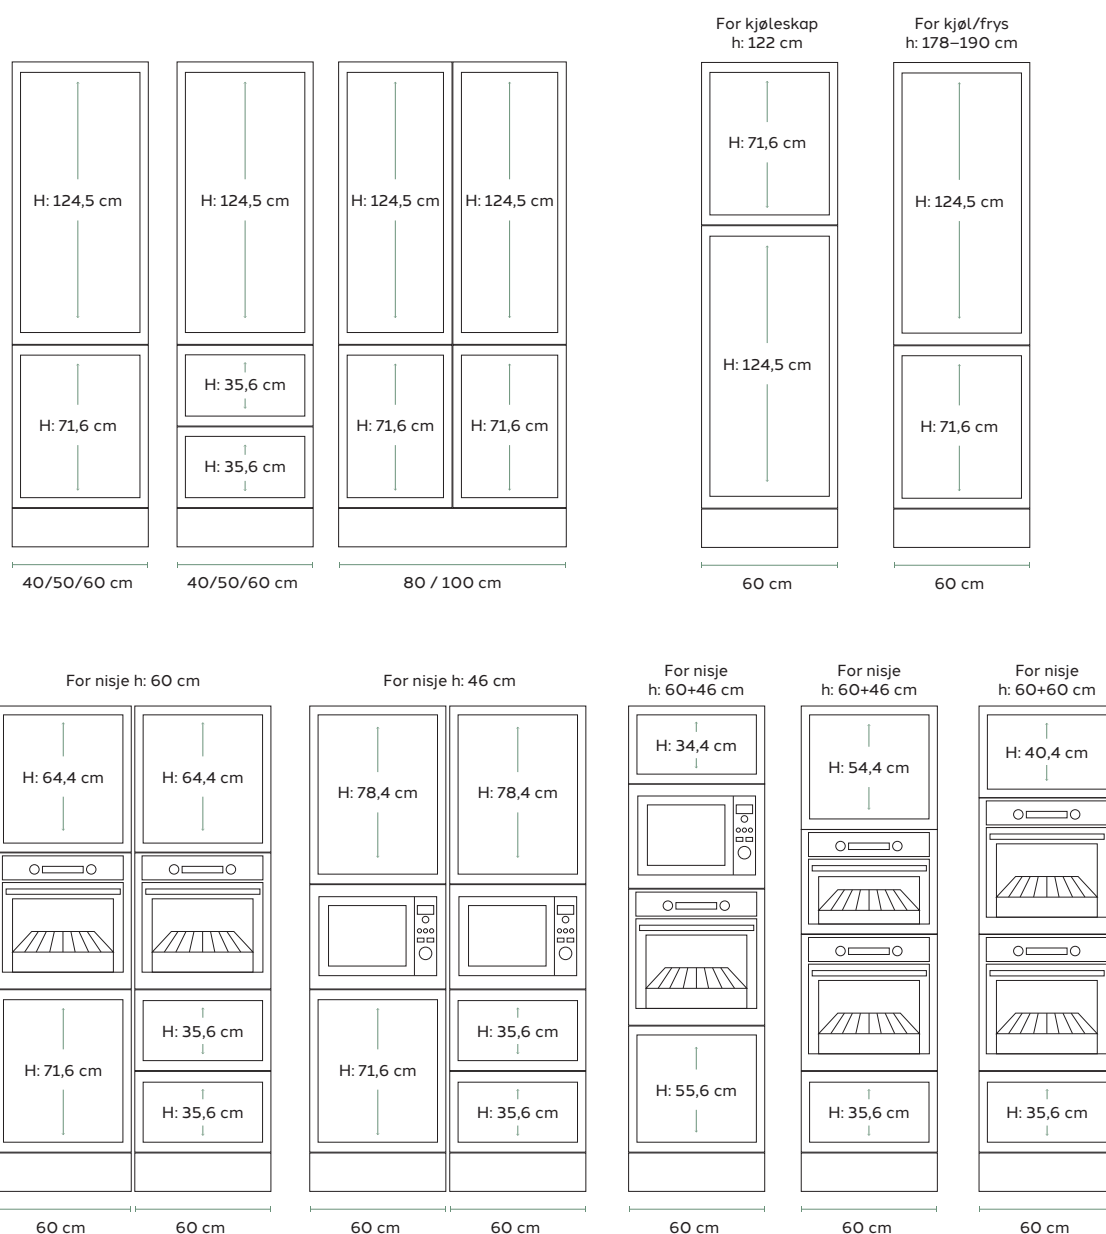 For kjøleskap
h: 122 cm
For kjøl/frys
h: 178–190 cm
H: 124,5 cm
H: 124,5 cm
H: 124,5 cm
H: 124,5 cm
H: 71,6 cm
H: 124,5 cm
H: 35,6 cm
H: 124,5 cm
H: 71,6 cm
H: 35,6 cm
H: 71,6 cm
H: 71,6 cm
H: 71,6 cm
40/50/60 cm
40/50/60 cm
80 / 100 cm
60 cm
60 cm
For nisje h: 60 cm
For nisje h: 46 cm
For nisje
h: 60+46 cm
For nisje
h: 60+46 cm
For nisje
h: 60+60 cm
H: 64,4 cm
H: 64,4 cm
H: 78,4 cm
H: 78,4 cm
H: 34,4 cm
H: 54,4 cm
H: 40,4 cm
H: 71,6 cm
H: 35,6 cm
H: 35,6 cm
H: 71,6 cm
H: 35,6 cm
H: 35,6 cm
H: 55,6 cm
H: 35,6 cm
H: 35,6 cm
60 cm
60 cm
60 cm
60 cm
60 cm
60 cm
60 cm